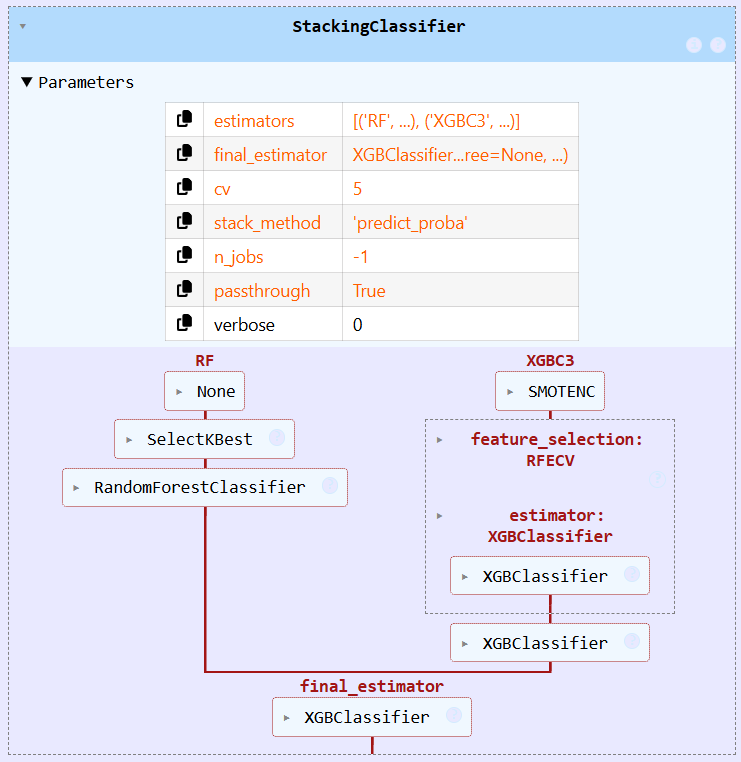 StackingClassifier
Parameters
estimators [('RF', ...), ('XGBC3', ...)]
final_estimator XGBClassifier...ree=None, ...)
cv 5
stack_method 'predict_proba'
n_jobs -1
passthrough True
verbose 0
RF XGBC3
None SMOTENC
SelectKBest feature_selection:
RFECV
RandomForestClassifier
estimator:
XGBClassifier
XGBClassifier
XGBClassifier
final_estimator
XGBClassifier